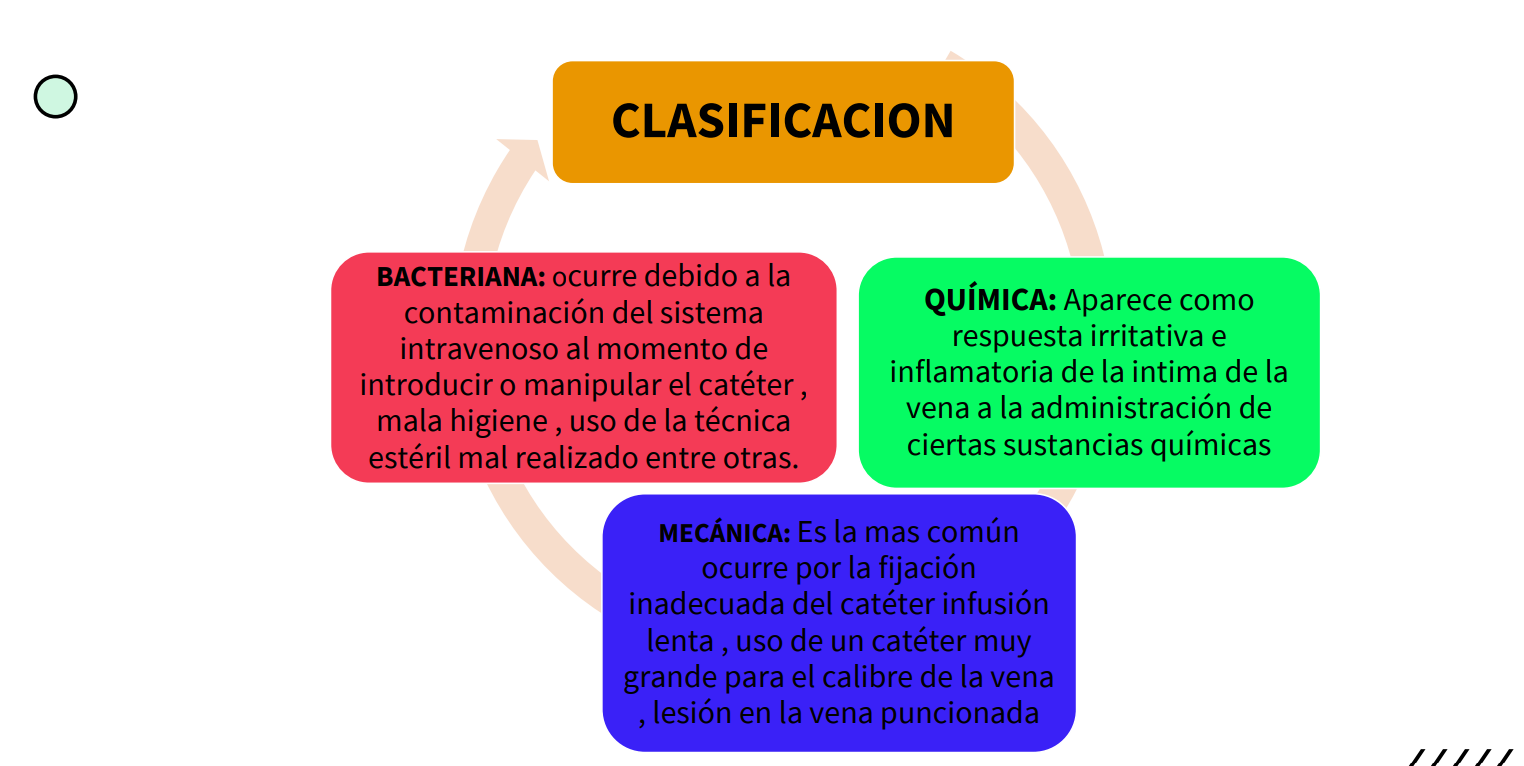 CLASIFICACION
BACTERIANA: ocurre debido a la
contaminación del sistema
intravenoso al momento de
introducir o manipular el catéter ,
mala higiene , uso de la técnica
estéril mal realizado entre otras.
QUÍMICA: Aparece como
respuesta irritativa e
inflamatoria de la intima de la
vena a la administración de
ciertas sustancias químicas
MECÁNICA: Es la mas común
ocurre por la fijación
inadecuada del catéter infusión
lenta , uso de un catéter muy
grande para el calibre de la vena
, lesión en la vena puncionada